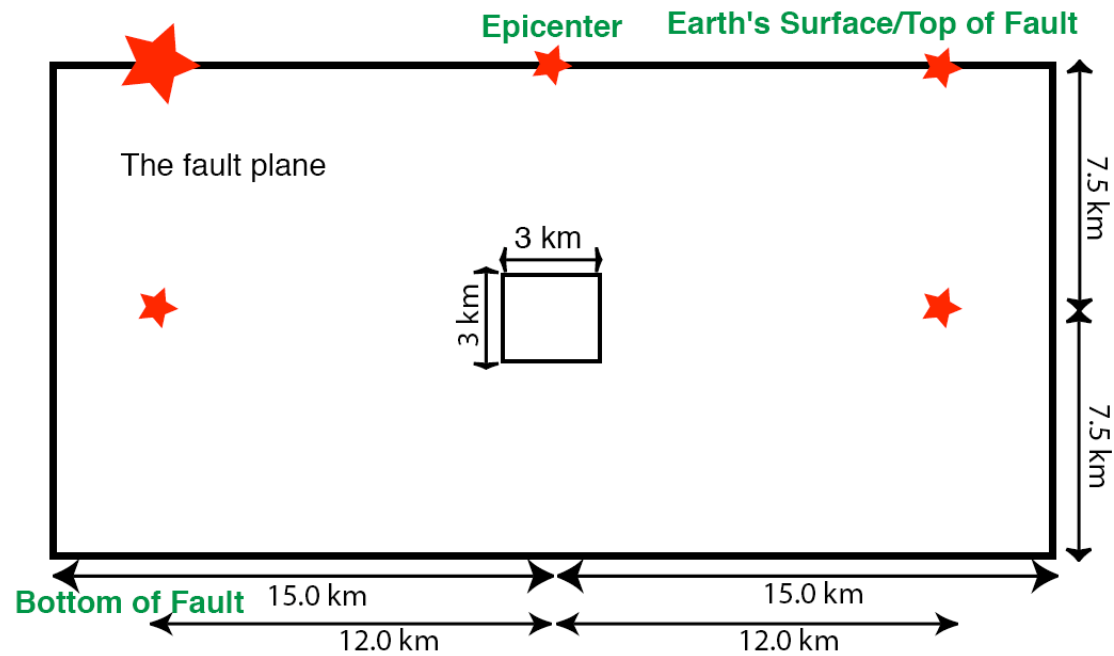 Epicenter
Earth's Surface/Top of Fault
The fault plane
7.5 km
3 km
3 km
7.5 km
15.0 km
15.0 km
Bottom of Fault
12.0 km
12.0 km